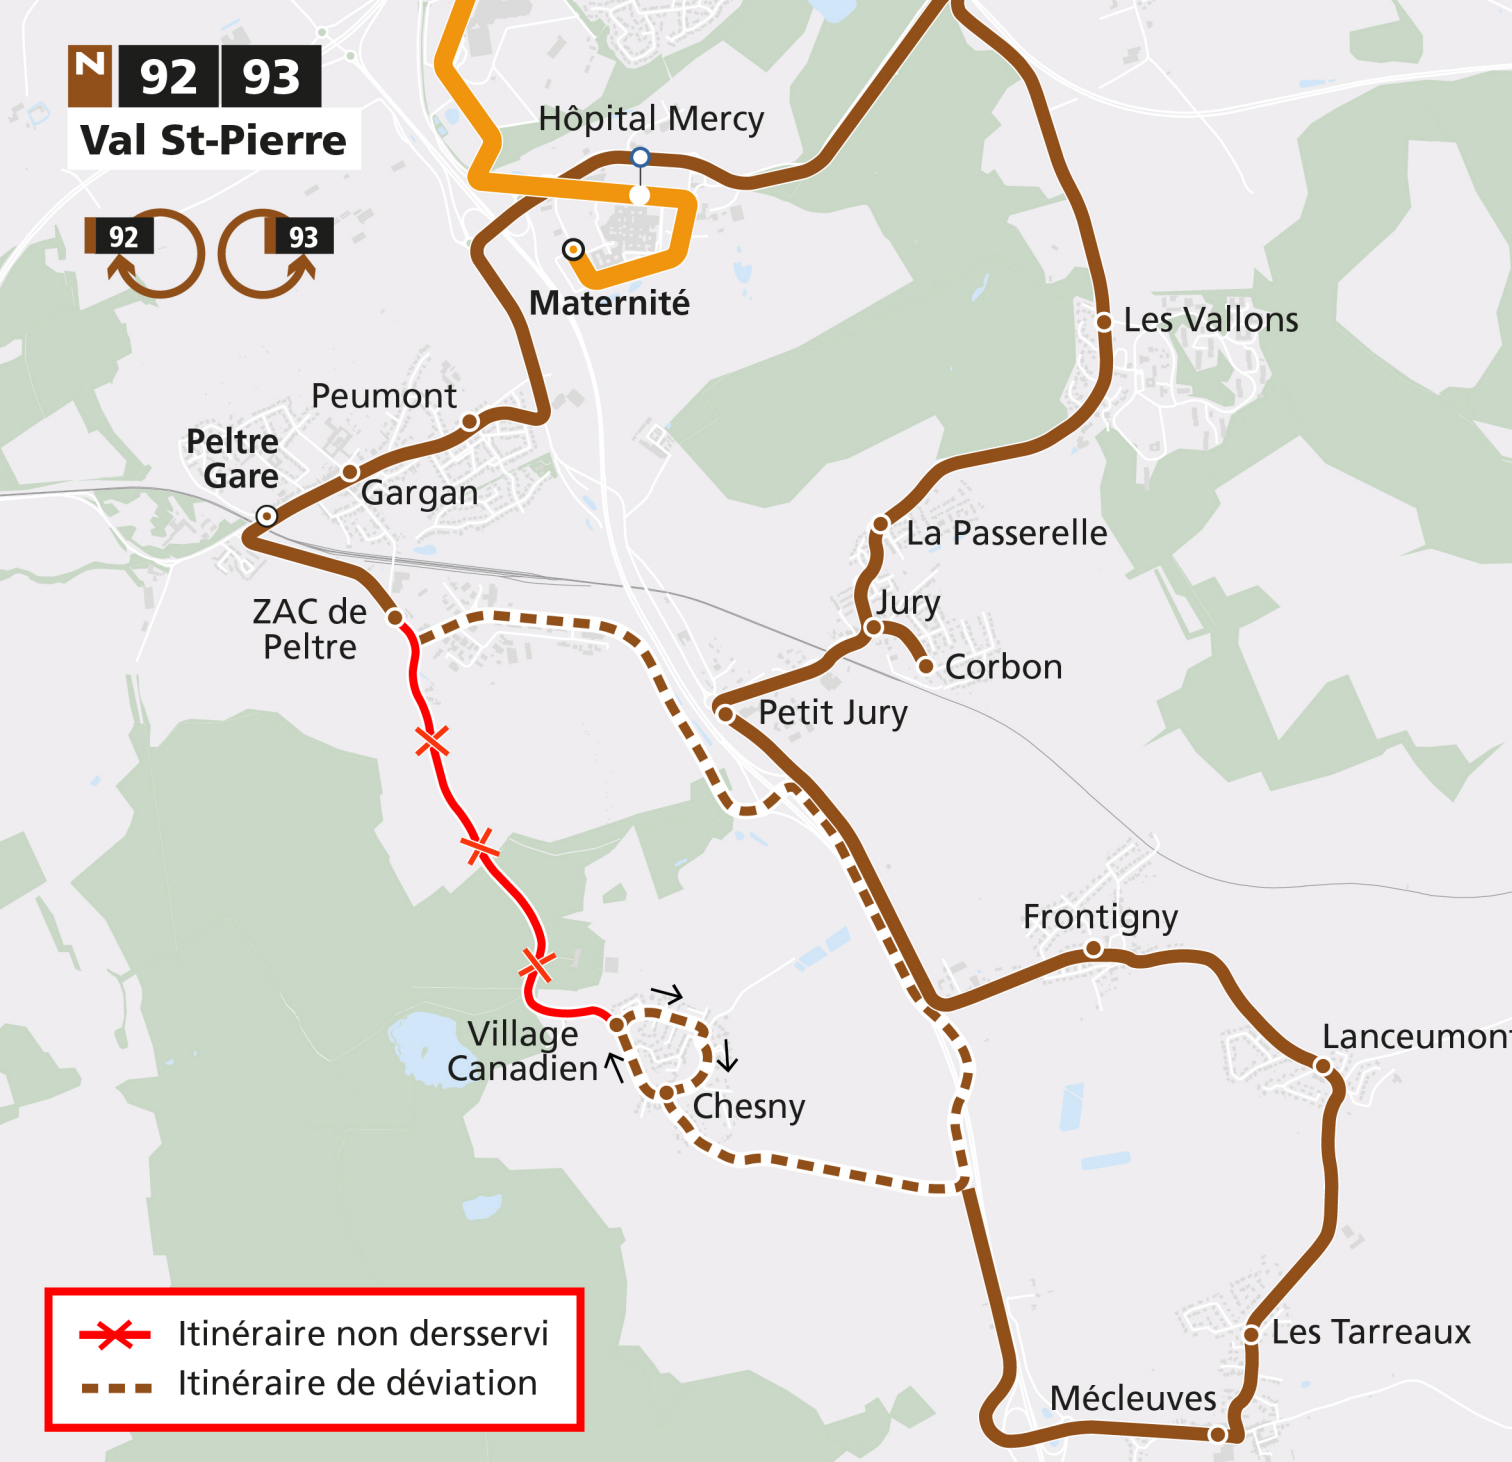 N 92 93
Val St-Pierre
92 93
Hôpital Mercy
Maternité
Les Vallons
Peumont
Peltre
Gare
Gargan
La Passerelle
Jury
ZAC de
Peltre
Corbon
Petit Jury
Frontigny
Village
Canadien
Lanceumont
Chesny
Les Tarreaux
Mécleuves
Itinéraire non dersservi
Itinéraire de déviation